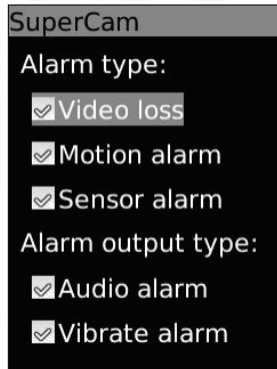 SuperCam
Alarm type:
Video loss
Motion alarm
Sensor alarm
Alarm output type:
Audio alarm
Vibrate alarm